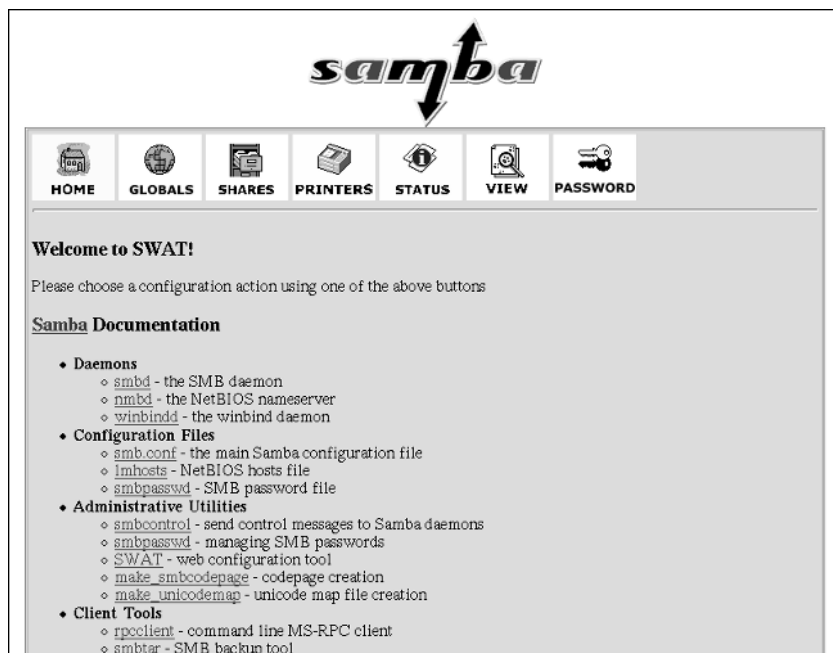 samba
HOME GLOBALS SHARES PRINTERS STATUS VIEW PASSWORD
Welcome to SWAT!
Please choose a configuration action using one of the above buttons
Samba Documentation
Daemons
smbd - the SMB daemon
nmbd - the NetBIOS nameserver
winbindd - the winbind daemon
Configuration Files
smb.conf - the main Samba configuration file
lmhosts - NetBIOS hosts file
smbpasswd - SMB password file
Administrative Utilities
smbcontrol - send control messages to Samba daemons
smbpasswd - managing SMB passwords
SWAT - web configuration tool
make_smbcodepage - codepage creation
make_unicodemap - unicode map file creation
Client Tools
rpcclient - command line MS-RPC client
smbtar - SMB backup tool